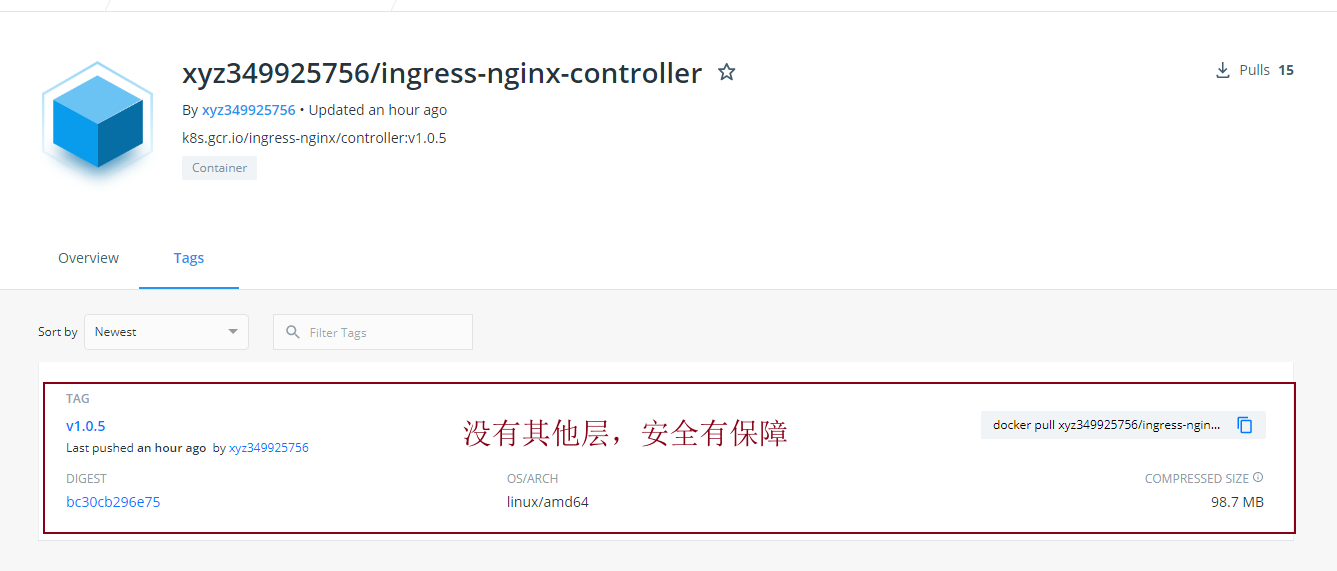 xyz349925756/ingress-nginx-controller
Pulls 15
By xyz349925756 • Updated an hour ago
k8s.gcr.io/ingress-nginx/controller:v1.0.5
Container
Overview
Tags
Sort by
Newest
Filter Tags
TAG
v1.0.5
Last pushed an hour ago by xyz349925756
没有其他层，安全有保障
docker pull xyz349925756/ingress-ngin...
DIGEST
bc30cb296e75
OS/ARCH
linux/amd64
COMPRESSED SIZE
98.7 MB